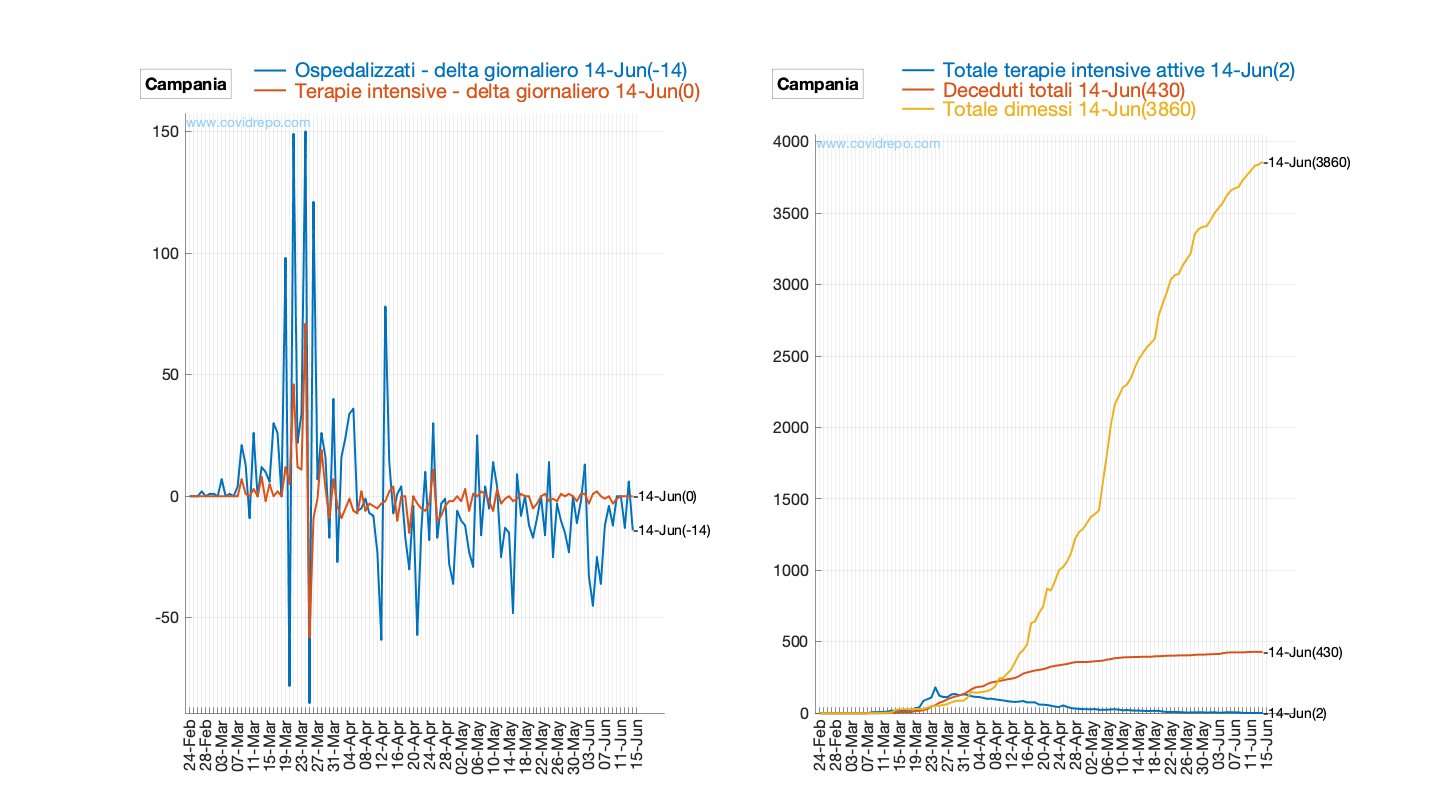 Campania
Ospedalizzati - delta giornaliero 14-Jun(-14)
Terapie intensive - delta giornaliero 14-Jun(0)
www.covidrepo.com
150
100
50
0
-50
-14-Jun(0)
-14-Jun(-14)
24-Feb
28-Feb
03-Mar
07-Mar
11-Mar
15-Mar
19-Mar
23-Mar
27-Mar
31-Mar
04-Apr
08-Apr
12-Apr
16-Apr
20-Apr
24-Apr
28-Apr
02-May
06-May
10-May
14-May
18-May
22-May
26-May
30-May
03-Jun
07-Jun
11-Jun
15-Jun
Campania
Totale terapie intensive attive 14-Jun(2)
Deceduti totali 14-Jun(430)
Totale dimessi 14-Jun(3860)
www.covidrepo.com
4000
3500
3000
2500
2000
1500
1000
500
0
-14-Jun(3860)
-14-Jun(430)
-14-Jun(2)
24-Feb
28-Feb
03-Mar
07-Mar
11-Mar
15-Mar
19-Mar
23-Mar
27-Mar
31-Mar
04-Apr
08-Apr
12-Apr
16-Apr
20-Apr
24-Apr
28-Apr
02-May
06-May
10-May
14-May
18-May
22-May
26-May
30-May
03-Jun
07-Jun
11-Jun
15-Jun